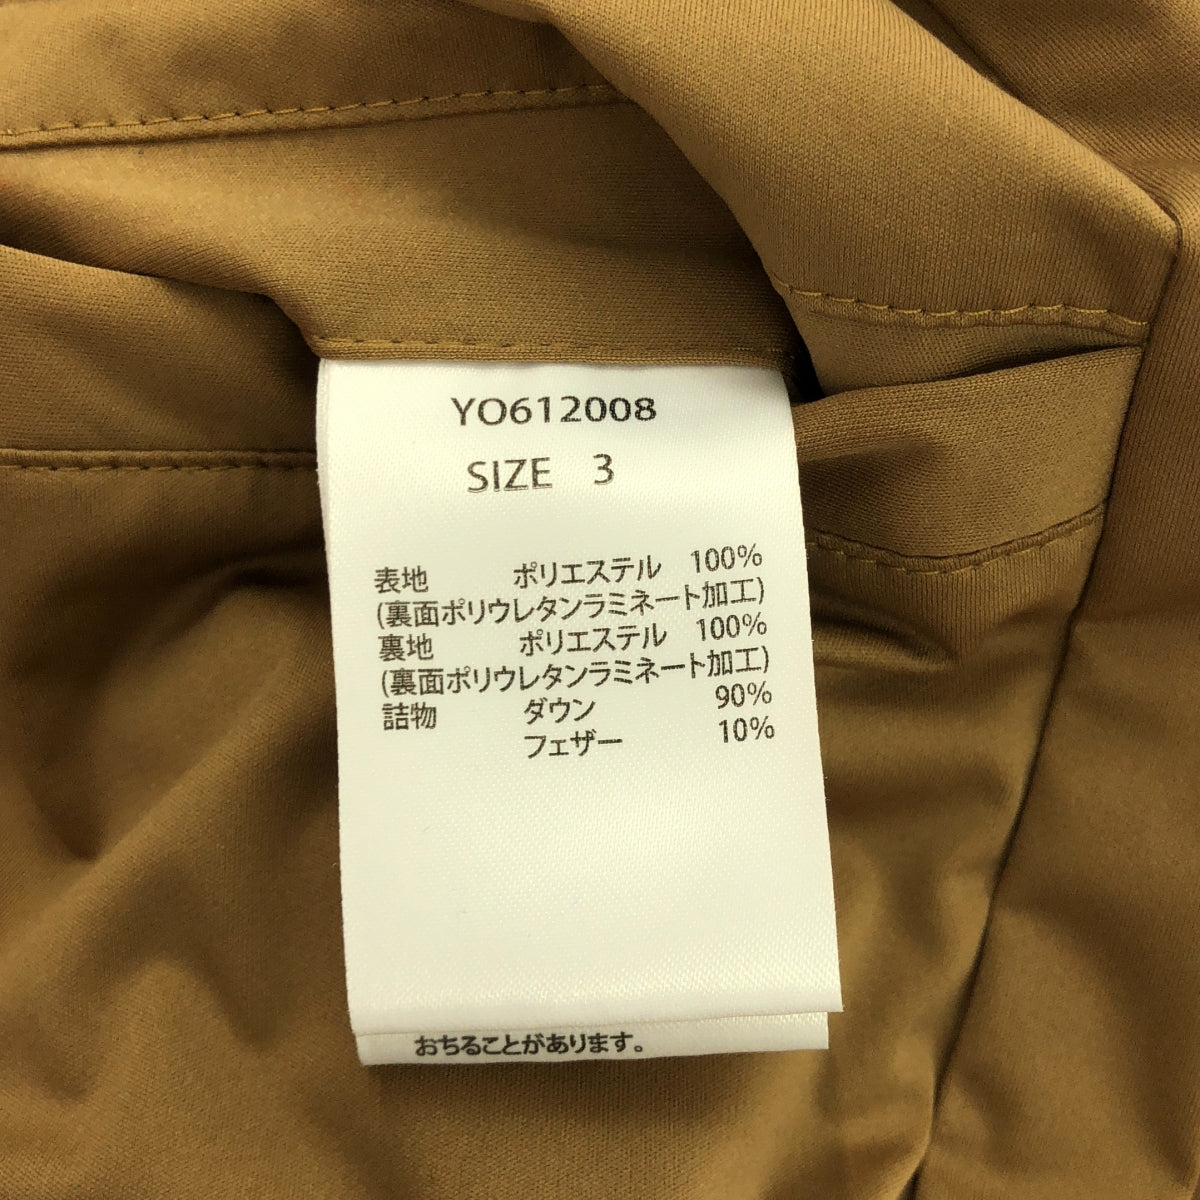 YO612008
SIZE 3
表地 ポリエステル 100%
(裏面ポリウレタンラミネート加工)
裏地 ポリエステル 100%
(裏面ポリウレタンラミネート加工)
詰物 ダウン 90%
フェザー 10%
おちることがあります。